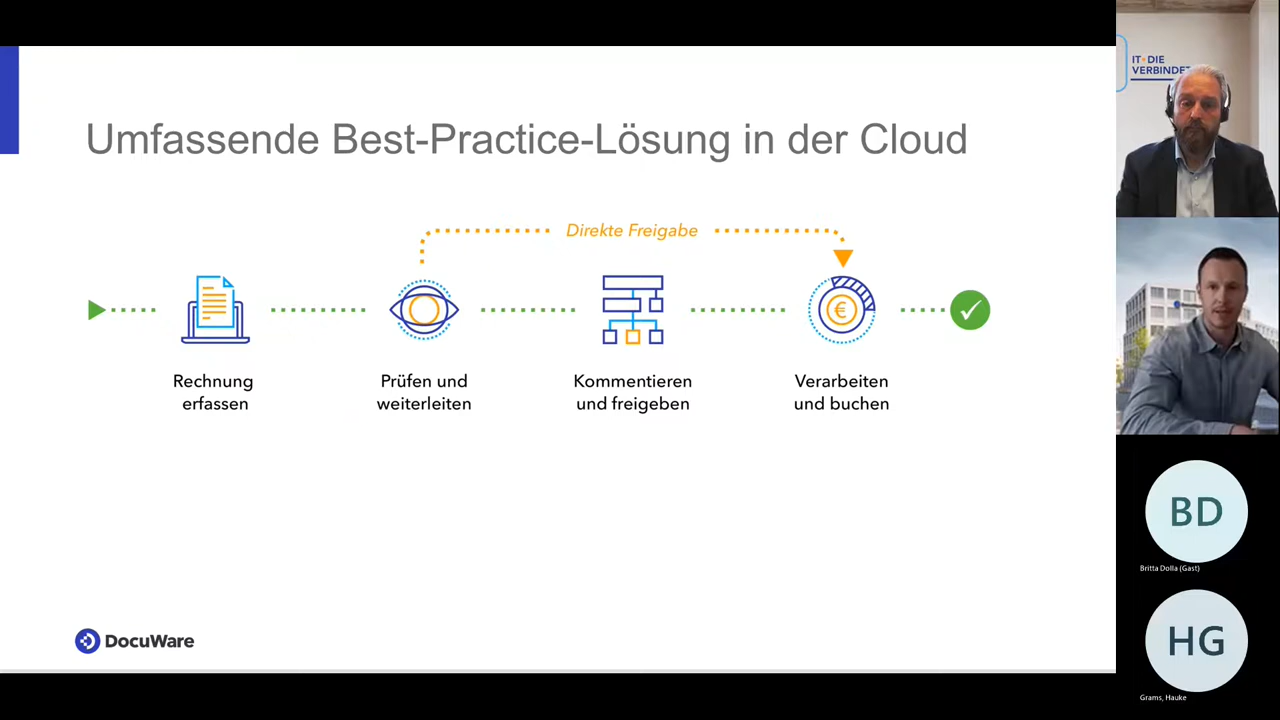 Umfassende Best-Practice-Lösung in der Cloud
Direkte Freigabe
€
Rechnung
erfassen
Prüfen und
weiterleiten
Kommentieren
und freigeben
Verarbeiten
und buchen
DocuWare
IT·DIE
VERBINDET
BD
Britta Dolla (Gast)
HG
Grams, Hauke